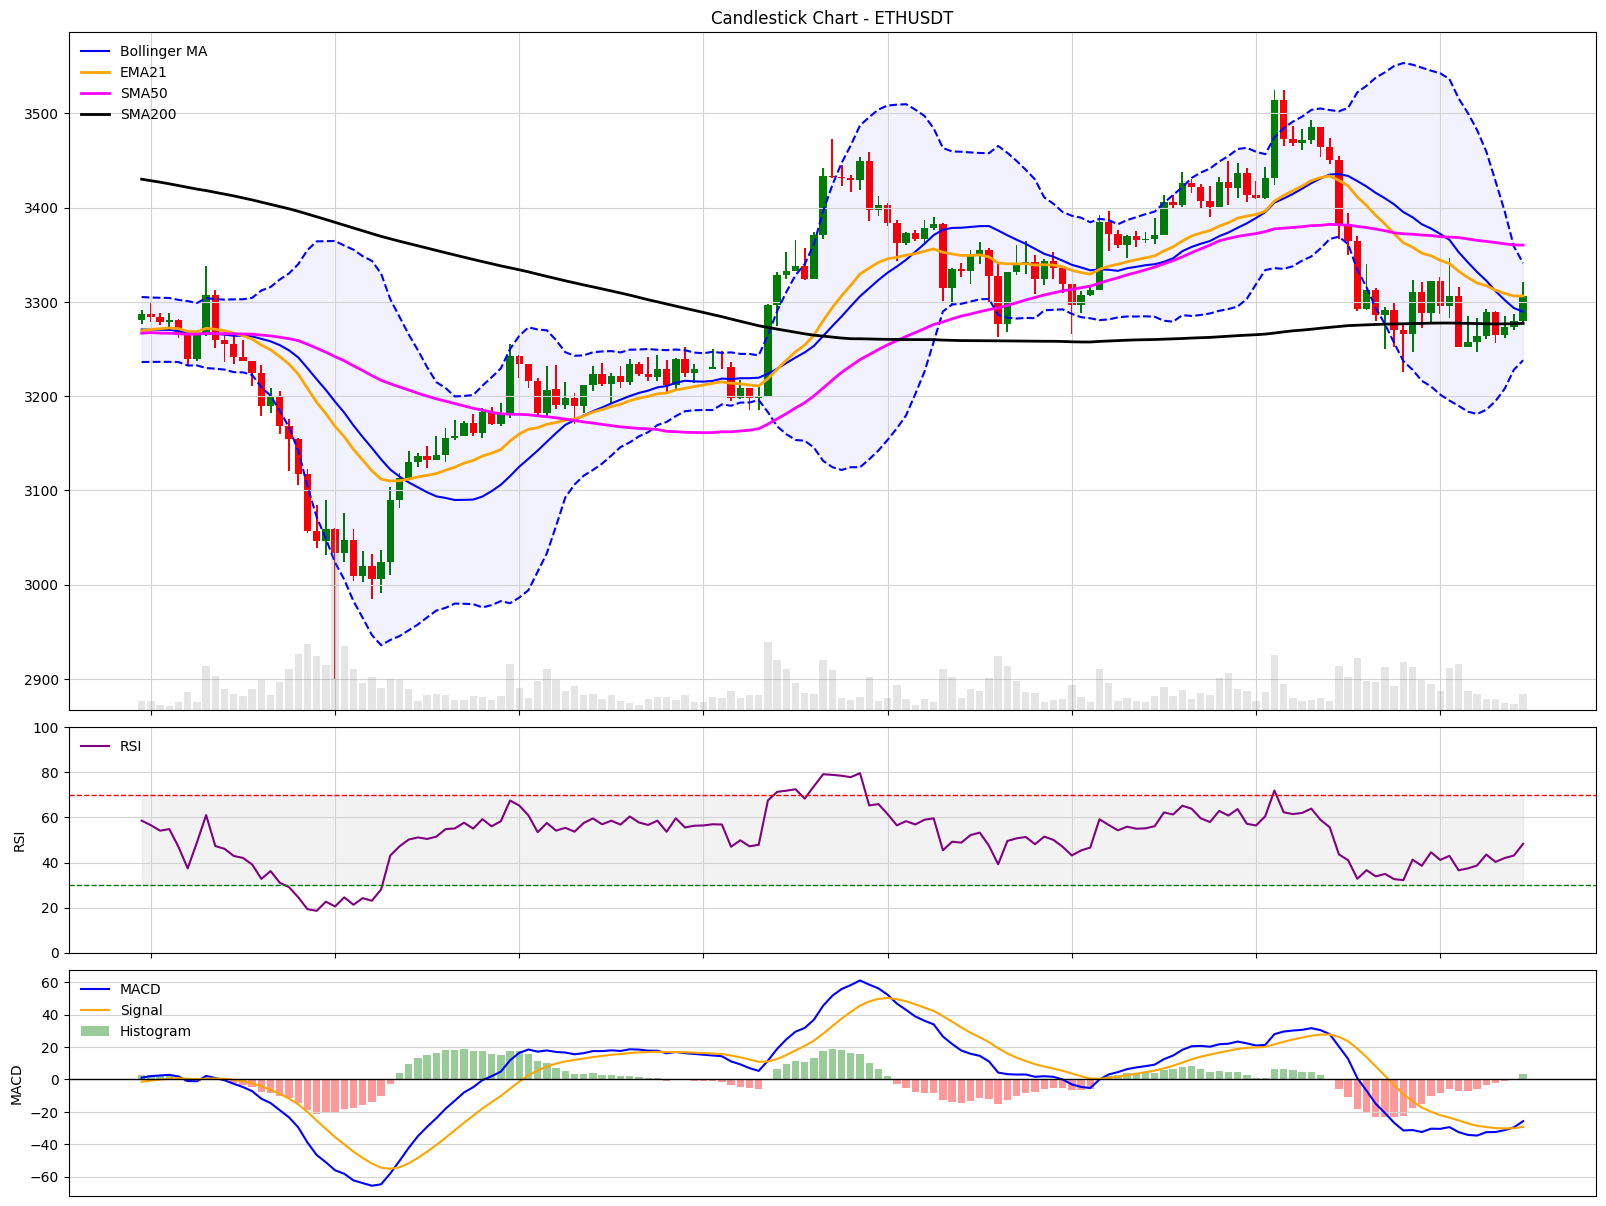 Candlestick Chart - ETHUSDT
Bollinger MA
EMA21
SMA50
SMA200
3500
3400
3300
3200
3100
3000
2900
RSI
100
80
60
40
20
0
RSI
MACD
Signal
Histogram
60
40
20
0
−20
−40
−60
MACD